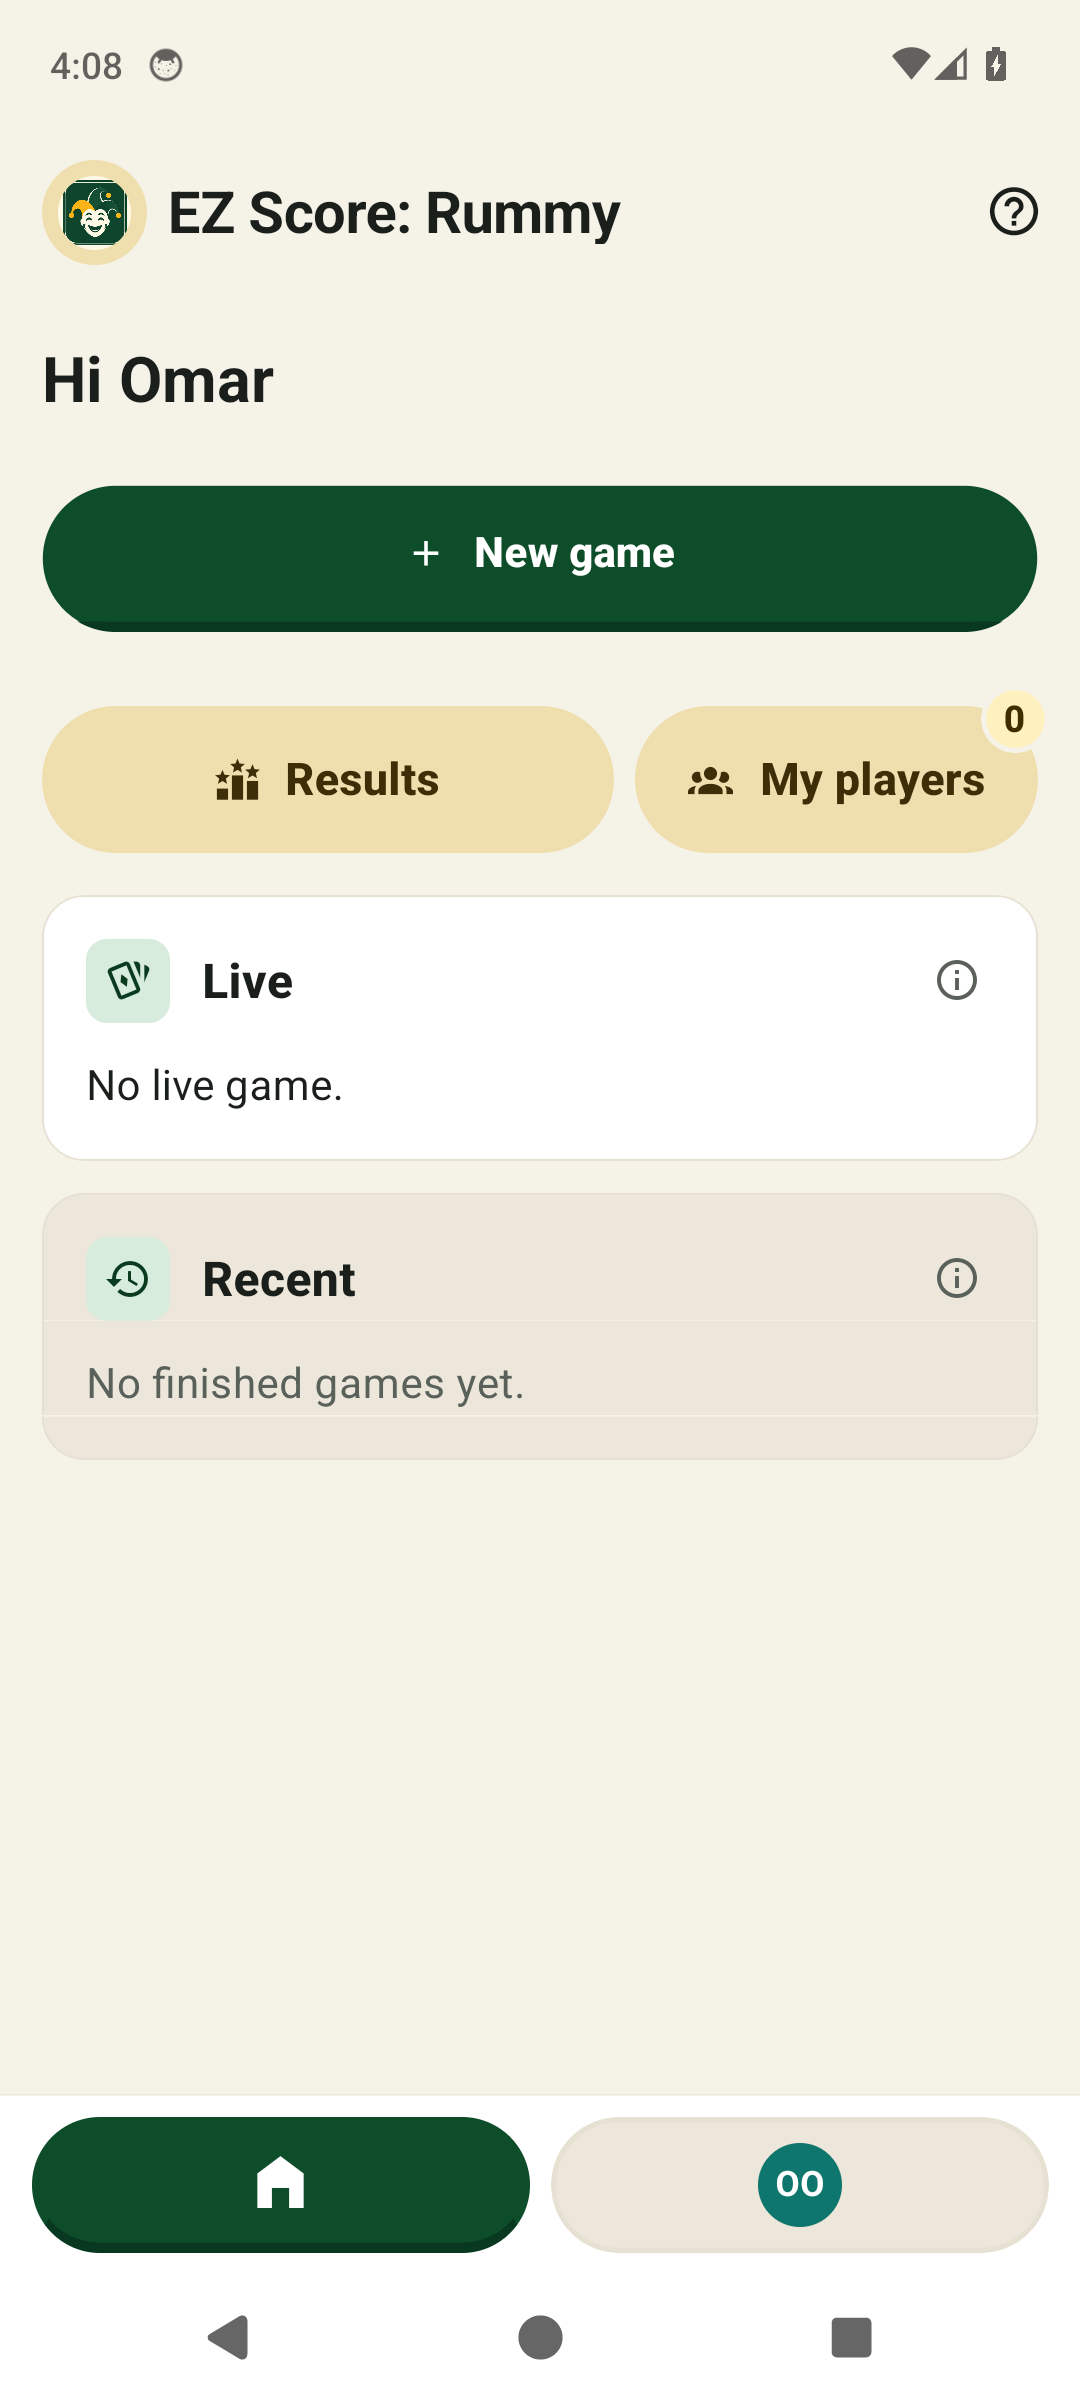 4:08
EZ Score: Rummy
Hi Omar
+ New game
0
Results
My players
Live
No live game.
Recent
No finished games yet.
OO